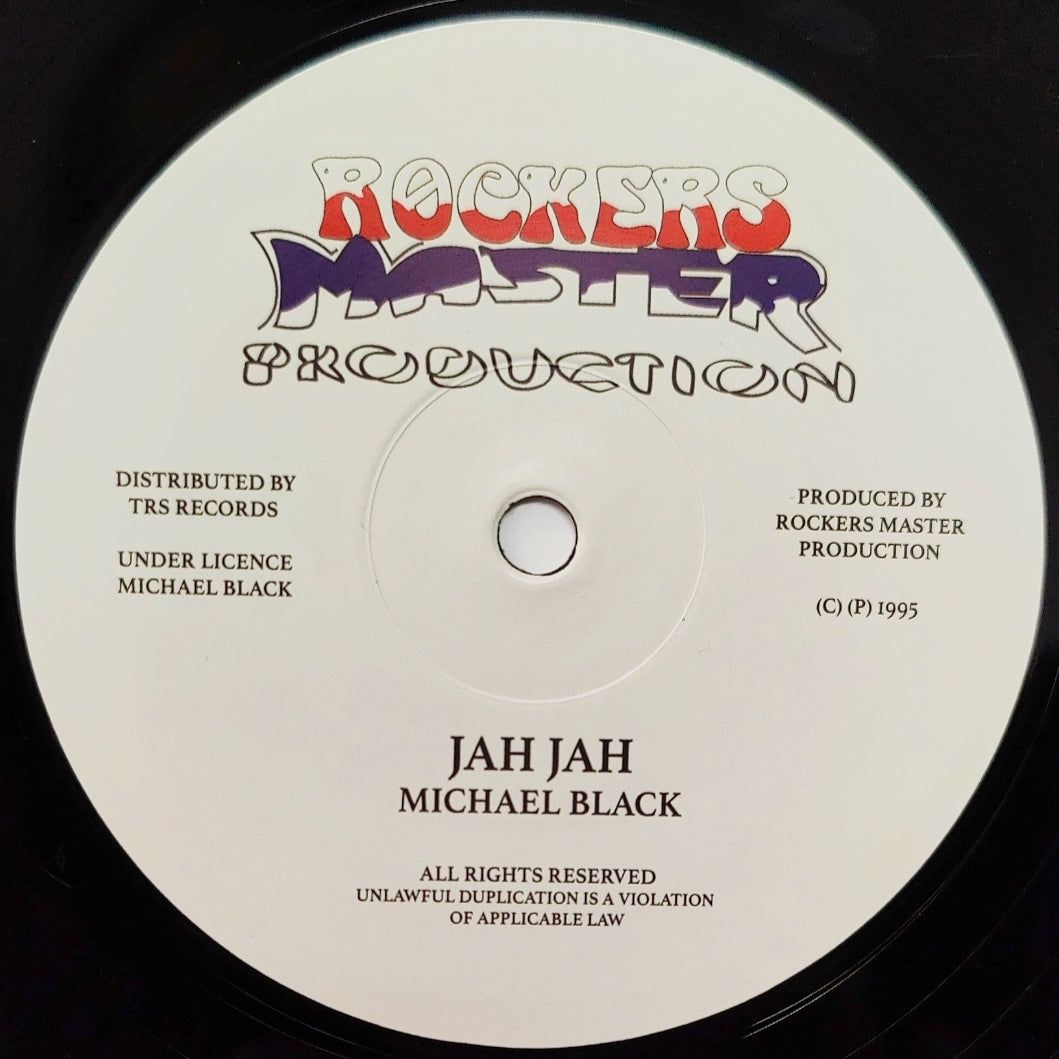 ROCKERS
MASTER
PRODUCTION
DISTRIBUTED BY
TRS RECORDS
UNDER LICENCE
MICHAEL BLACK
PRODUCED BY
ROCKERS MASTER
PRODUCTION
(C) (P) 1995
JAH JAH
MICHAEL BLACK
ALL RIGHTS RESERVED
UNLAWFUL DUPLICATION IS A VIOLATION
OF APPLICABLE LAW